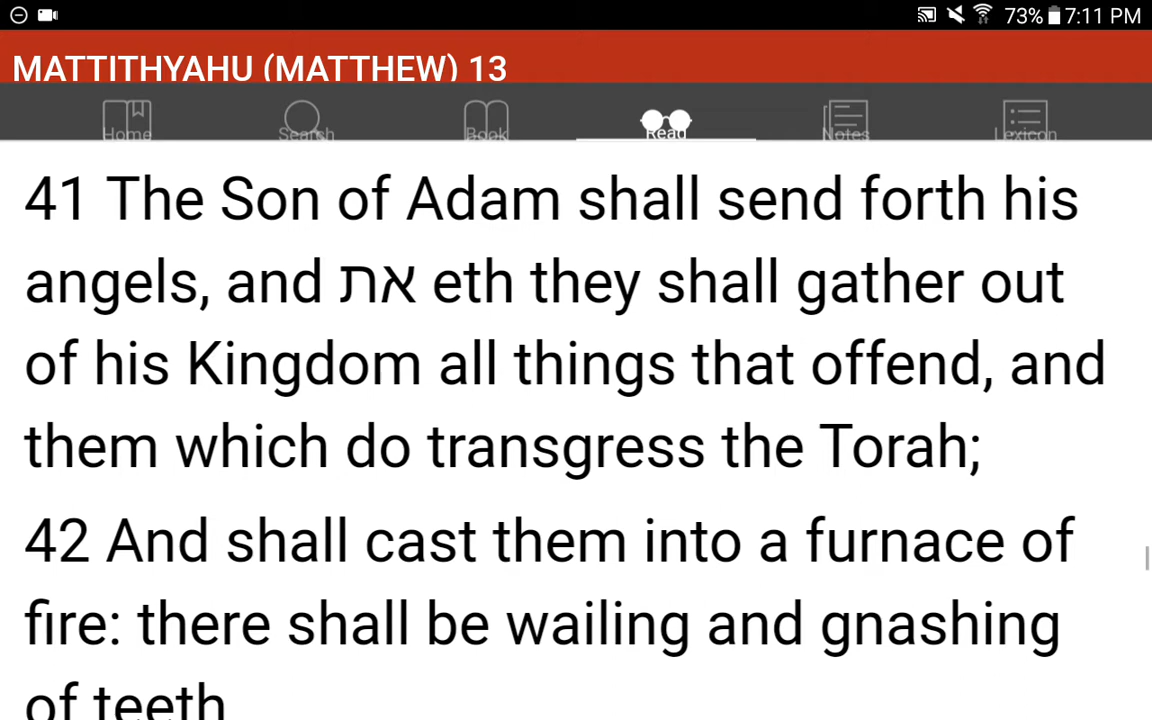 73% 7:11 PM
MATTITHYAHU (MATTHEW) 13
Home Search Book Read Notes Lexicon
41 The Son of Adam shall send forth his
angels, and את eth they shall gather out
of his Kingdom all things that offend, and
them which do transgress the Torah;
42 And shall cast them into a furnace of
fire: there shall be wailing and gnashing
of teeth